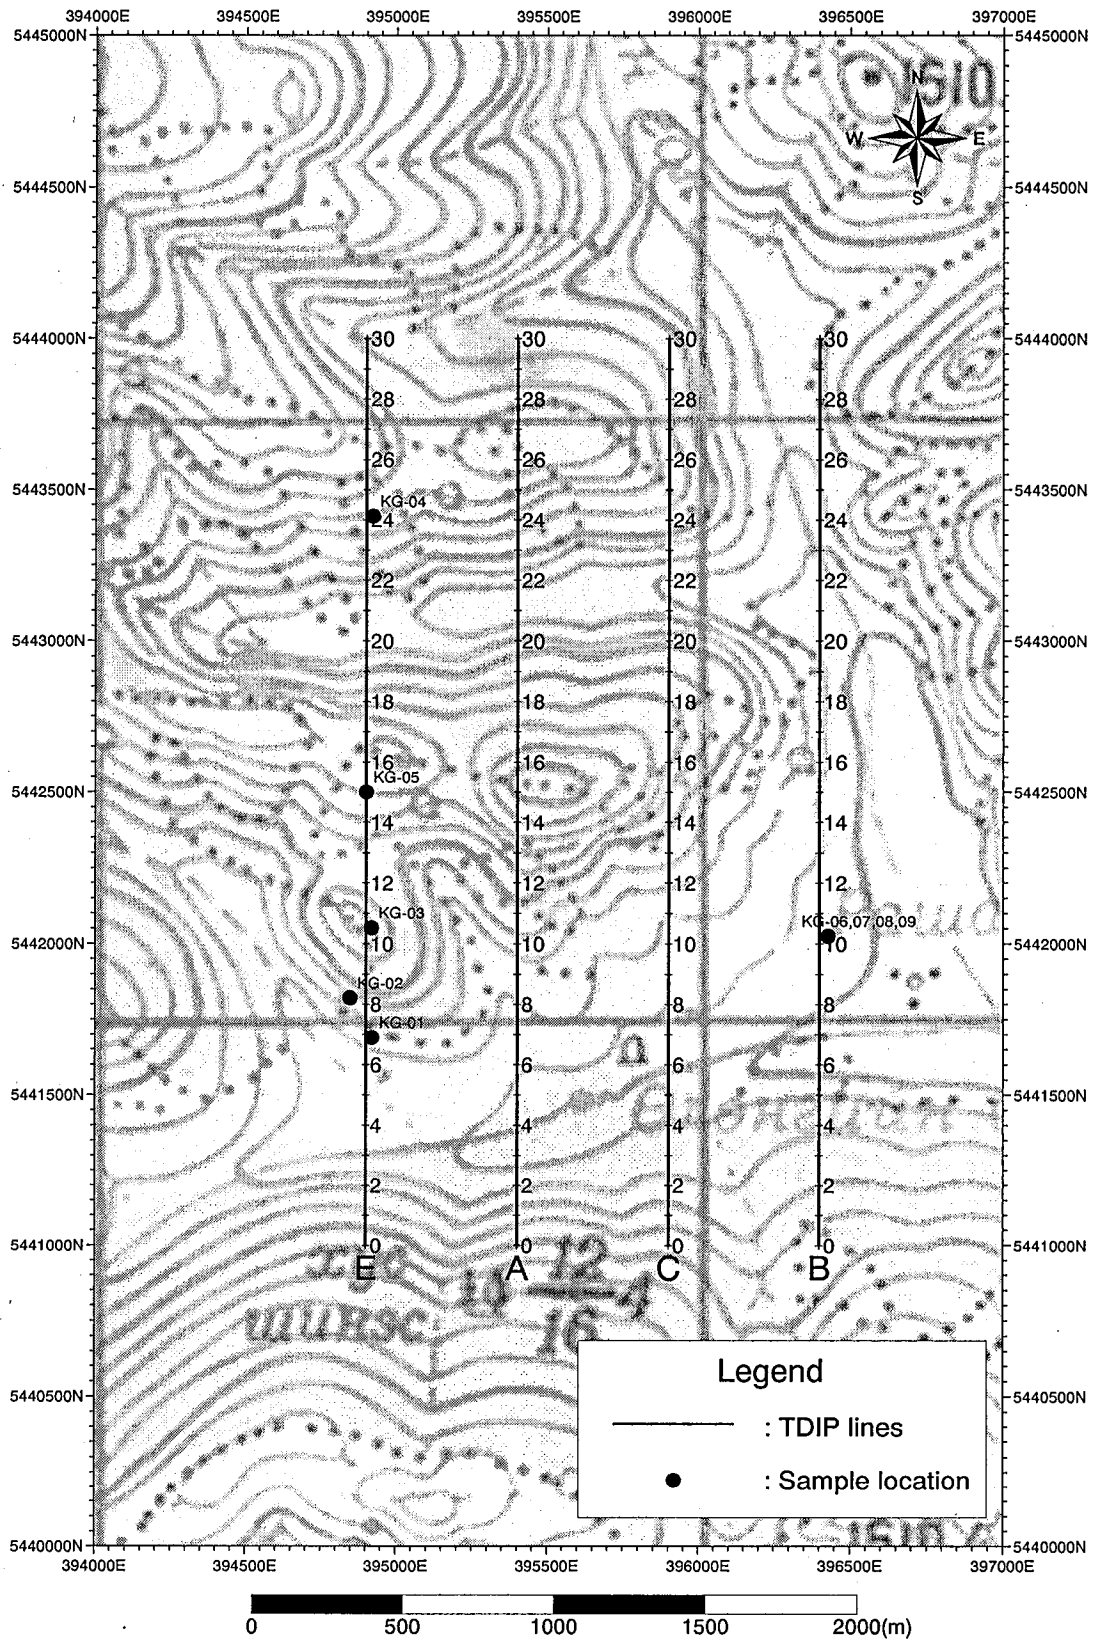 394000E 394500E 395000E 395500E 396000E 396500E 397000E
5445000N 5445000N
1510
N
W E
S
5444500N 5444500N
5444000N 30 30 30 30 5444000N
28 28 28 28
26 26 26 26
5443500N 5443500N
KG-04
24 24 24 24
22 22 22 22
5443000N 20 20 20 20 5443000N
18 18 18 18
16 16 16 16
KG-05
5442500N 5442500N
14 14 14 14
12 12 12 12
KG-03 KG-06,07,08,09
5442000N 10 10 10 10 5442000N
KG-02
8 8 8 8
KG-01
6 6 6 6
5441500N 5441500N
4 4 4 4
2 2 2 2
5441000N 0 0 0 0 5441000N
E A C B
12
16
5440500N 5440500N
Legend
: TDIP lines
: Sample location
5440000N 5440000N
394000E 394500E 395000E 395500E 396000E 396500E 397000E
0 500 1000 1500 2000(m)